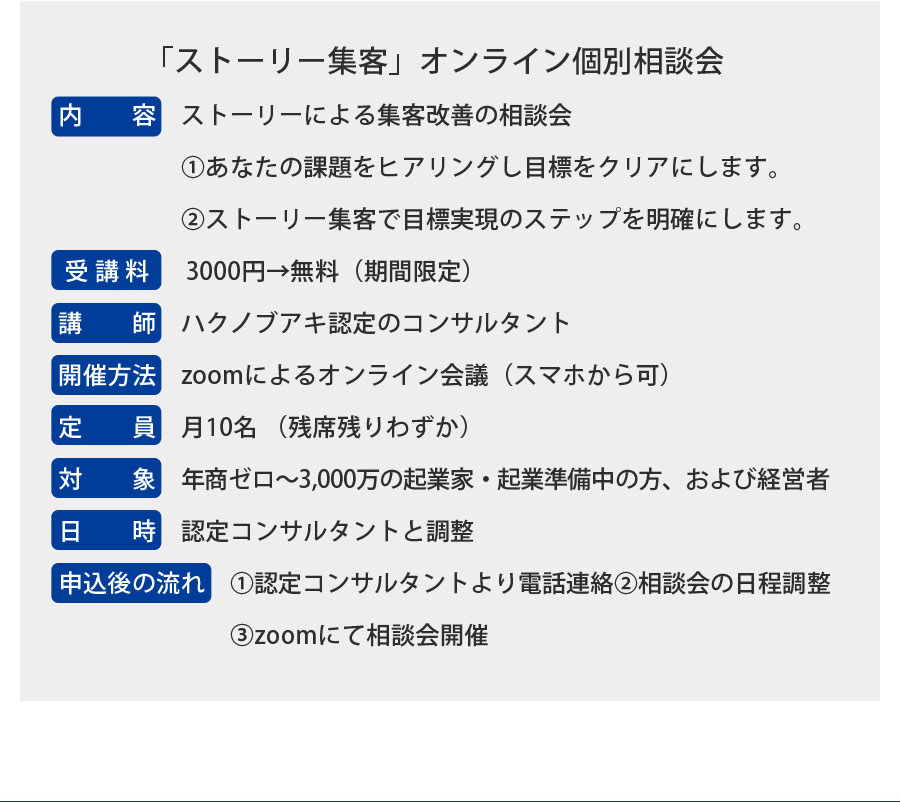 「ストーリー集客」オンライン個別相談会
内　　容 ストーリーによる集客改善の相談会
①あなたの課題をヒアリングし目標をクリアにします。
②ストーリー集客で目標実現のステップを明確にします。
受 講 料 3000円→無料（期間限定）
講　　師 ハクノブアキ認定のコンサルタント
開催方法 zoomによるオンライン会議（スマホから可）
定　　員 月10名 （残席残りわずか）
対　　象 年商ゼロ～3,000万の起業家・起業準備中の方、および経営者
日　　時 認定コンサルタントと調整
申込後の流れ ①認定コンサルタントより電話連絡②相談会の日程調整
③zoomにて相談会開催